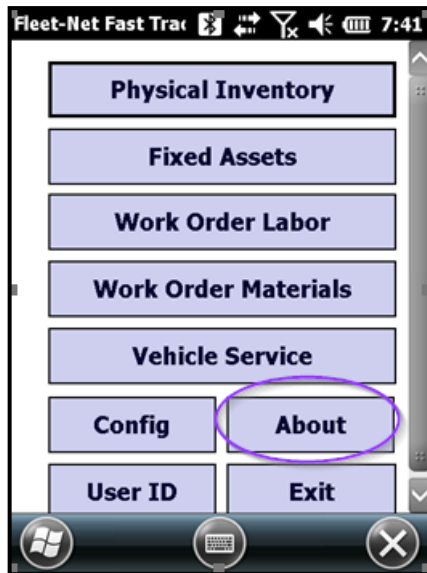 Fleet-Net Fast Trac 7:41
Physical Inventory
Fixed Assets
Work Order Labor
Work Order Materials
Vehicle Service
Config About
User ID Exit